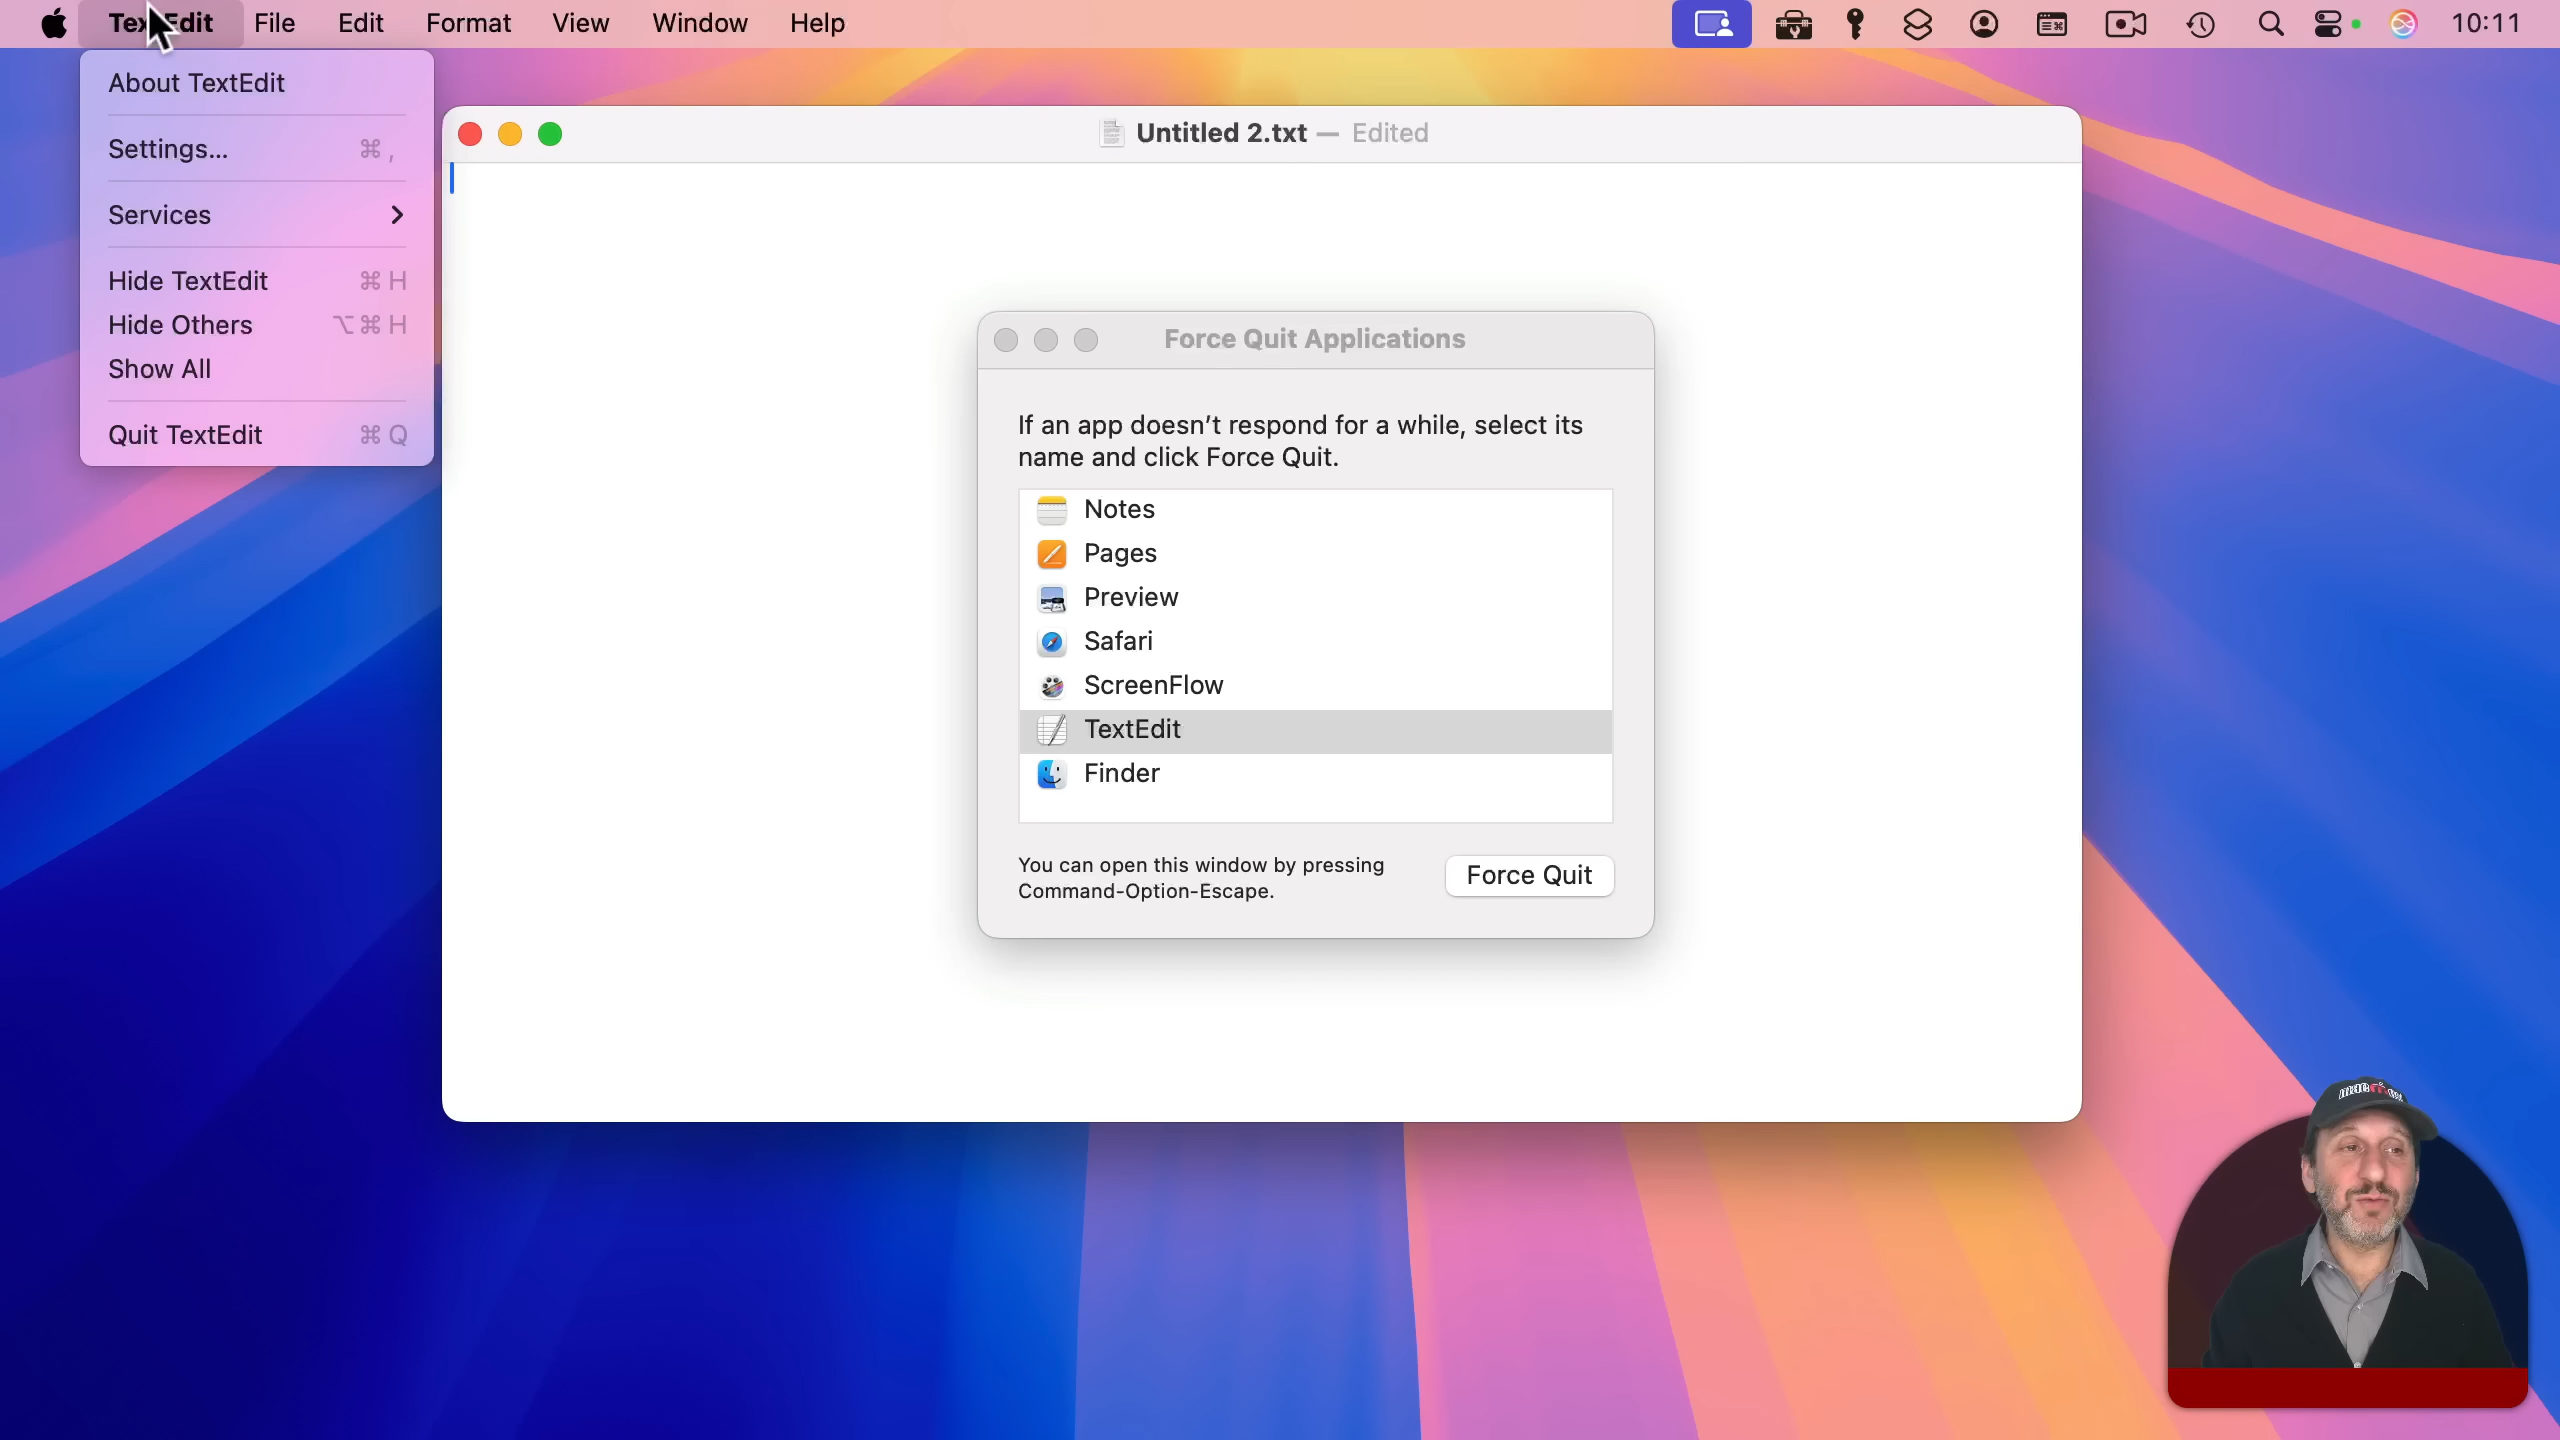 TextEdit File Edit Format View Window Help 10:11
About TextEdit
Settings... ⌘ ,
Services
Hide TextEdit ⌘ H
Hide Others ⌥ ⌘ H
Show All
Quit TextEdit ⌘ Q
Untitled 2.txt — Edited
Force Quit Applications
If an app doesn't respond for a while, select its
name and click Force Quit.
Notes
Pages
Preview
Safari
ScreenFlow
TextEdit
Finder
You can open this window by pressing
Command-Option-Escape.
Force Quit